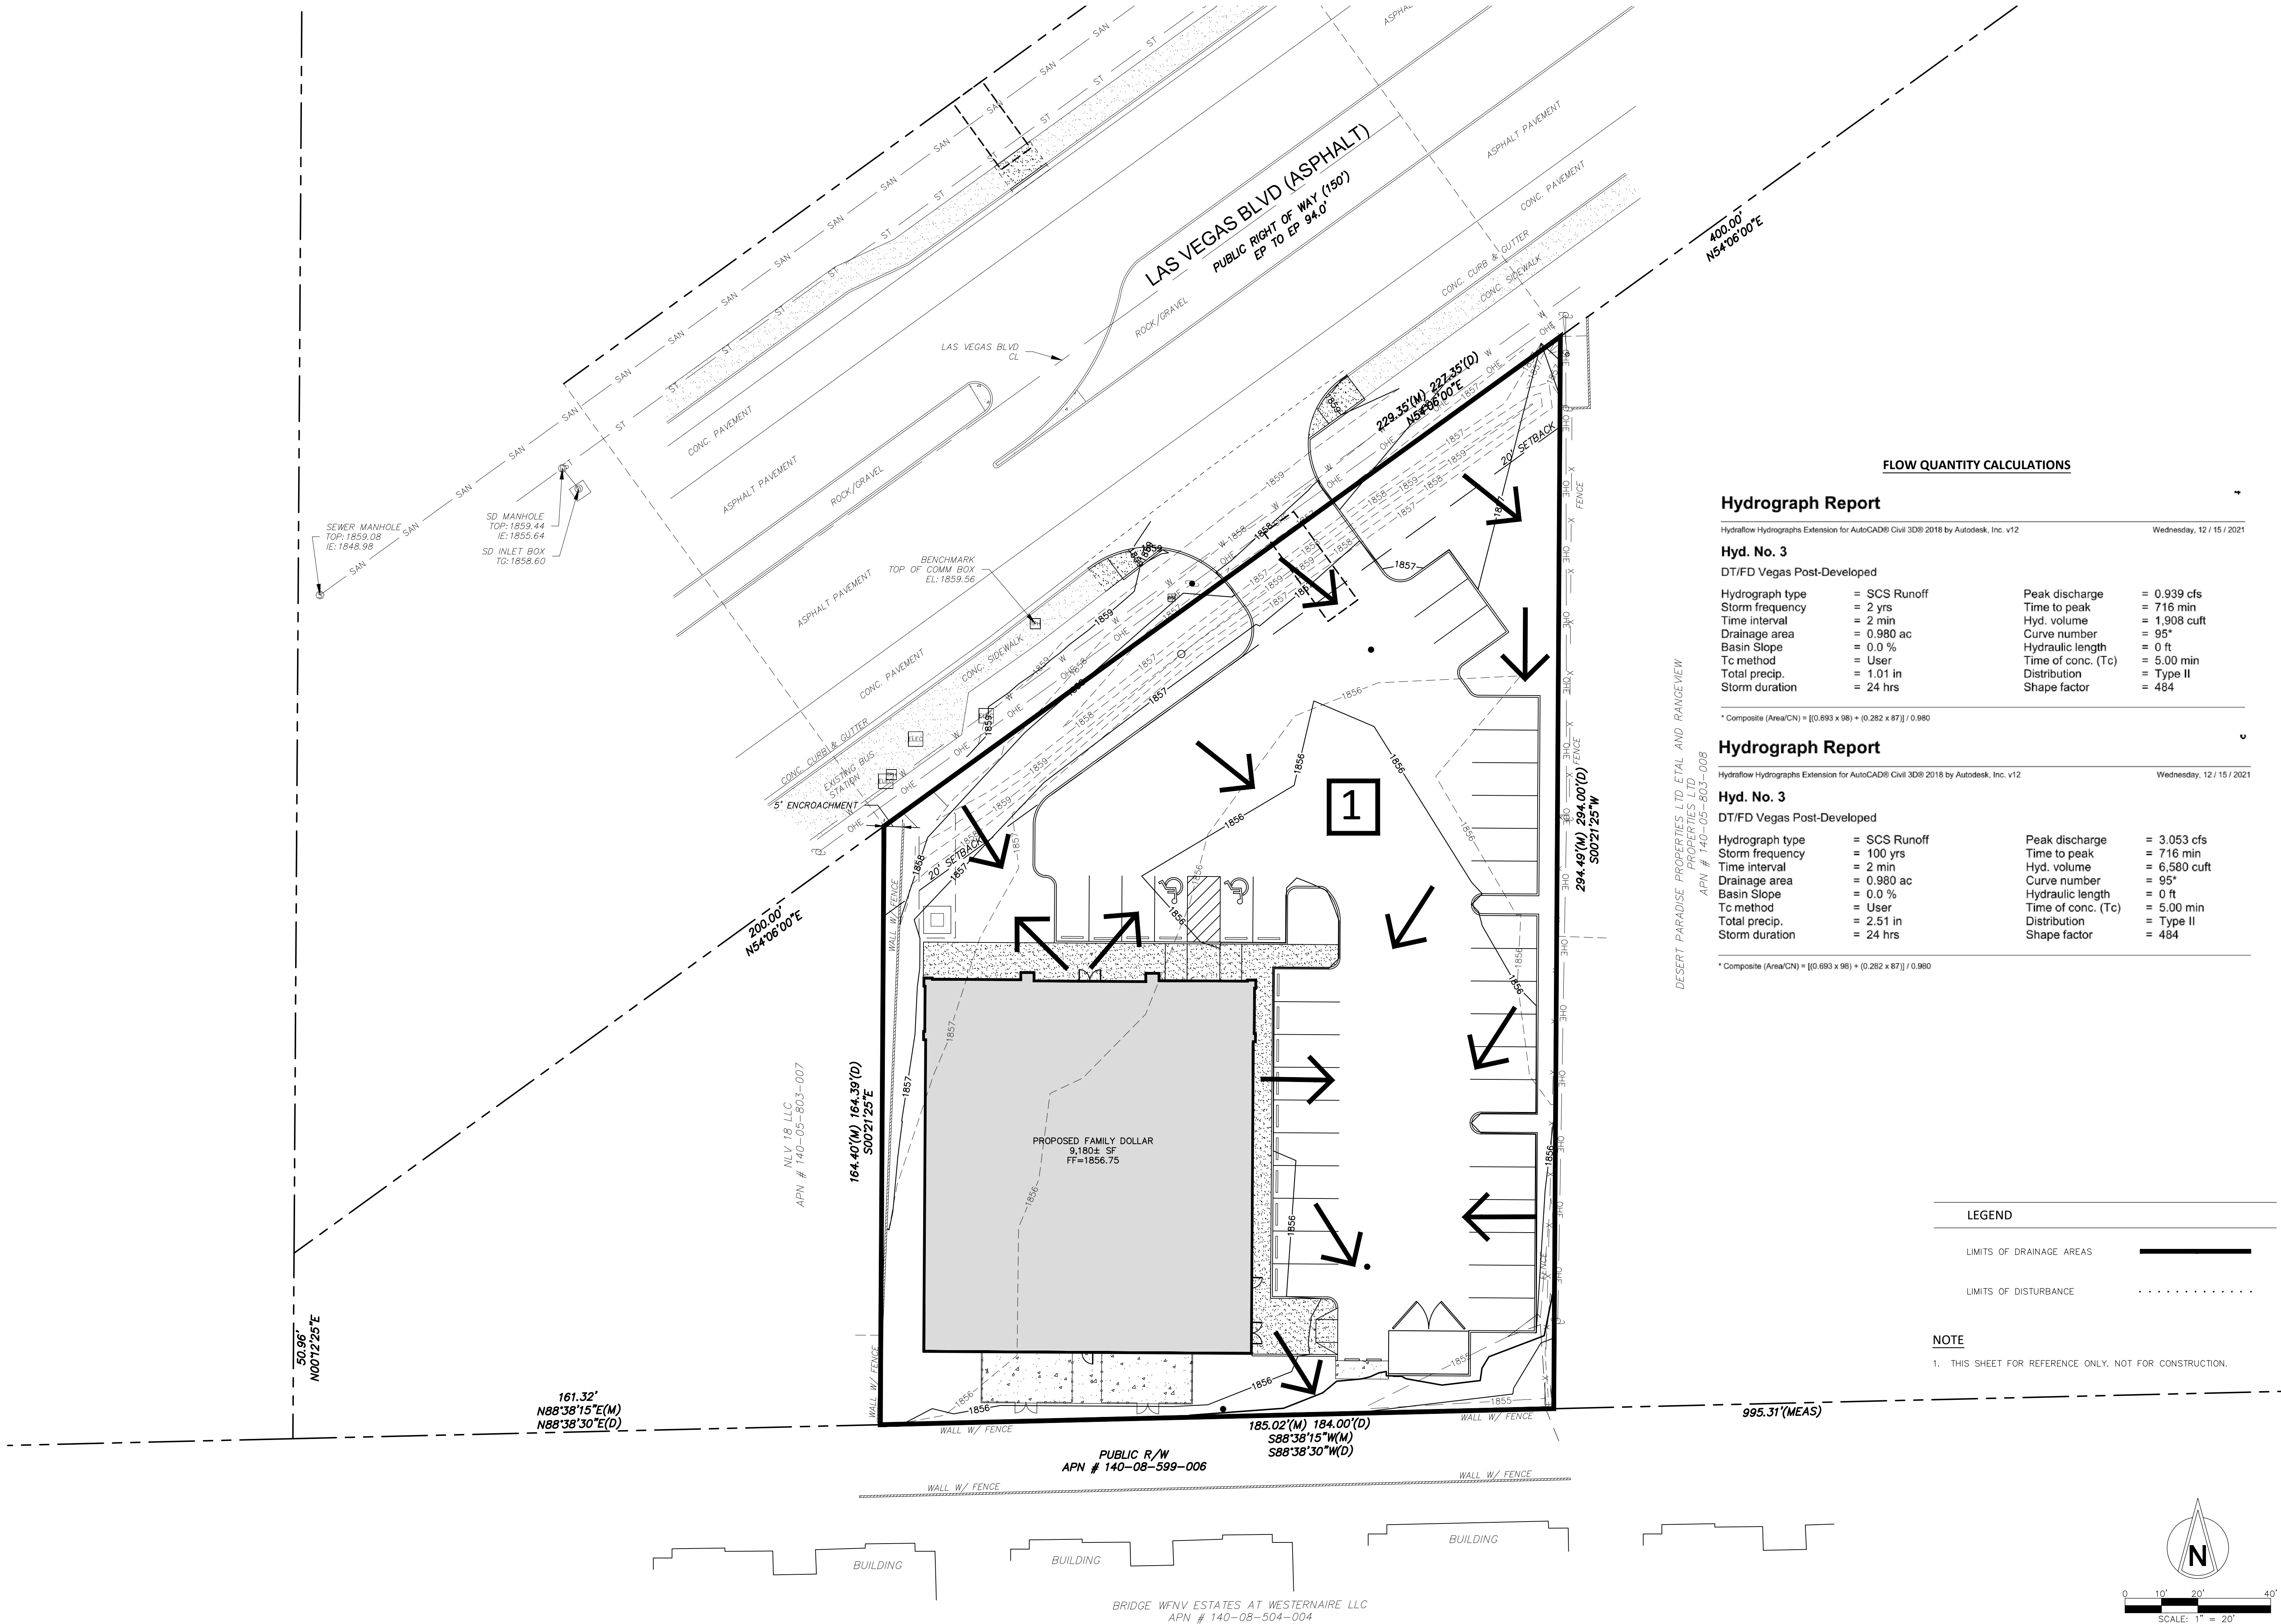 LAS VEGAS BLVD (ASPHALT)
PUBLIC RIGHT OF WAY (150')
EP TO EP 94.0'
ASPHALT PAVEMENT
CONC. PAVEMENT
CONC. CURB & GUTTER
CONC. SIDEWALK
ROCK/GRAVEL
LAS VEGAS BLVD
CL
400.00'
N54°06'00"E
229.35'(M) 227.35'(D)
N54°06'00"E
20' SETBACK
CONC. PAVEMENT
ASPHALT PAVEMENT
ROCK/GRAVEL
SEWER MANHOLE
TOP:1859.08
IE:1848.98
SD MANHOLE
TOP:1859.44
IE:1855.64
SD INLET BOX
TG:1858.60
BENCHMARK
TOP OF COMM BOX
EL:1859.56
ASPHALT PAVEMENT
CONC. PAVEMENT
CONC. SIDEWALK
CONC. CURB & GUTTER
EXISTING BUS
STATION
5' ENCROACHMENT
20' SETBACK
200.00'
N54°06'00"E
WALL W/ FENCE
1
294.49'(M) 294.00'(D)
S00°21'25"W
FENCE
FENCE
DESERT PARADISE PROPERTIES LTD ETAL AND RANGEVIEW
PROPERTIES LTD
APN # 140-05-803-008
NLV 18 LLC
APN # 140-05-803-007
164.40'(M) 164.39'(D)
S00°21'25"E
PROPOSED FAMILY DOLLAR
9,180± SF
FF=1856.75
50.96'
N00°12'25"E
161.32'
N88°38'15"E(M)
N88°38'30"E(D)
WALL W/ FENCE
WALL W/ FENCE
185.02'(M) 184.00'(D)
S88°38'15"W(M)
S88°38'30"W(D)
WALL W/ FENCE
995.31'(MEAS)
PUBLIC R/W
APN # 140-08-599-006
WALL W/ FENCE
WALL W/ FENCE
BUILDING
BUILDING
BUILDING
BRIDGE WFNV ESTATES AT WESTERNAIRE LLC
APN # 140-08-504-004
FLOW QUANTITY CALCULATIONS
Hydrograph Report
Hydraflow Hydrographs Extension for AutoCAD® Civil 3D® 2018 by Autodesk, Inc. v12 Wednesday, 12 / 15 / 2021
Hyd. No. 3
DT/FD Vegas Post-Developed
Hydrograph type = SCS Runoff Peak discharge = 0.939 cfs
Storm frequency = 2 yrs Time to peak = 716 min
Time interval = 2 min Hyd. volume = 1,908 cuft
Drainage area = 0.980 ac Curve number = 95*
Basin Slope = 0.0 % Hydraulic length = 0 ft
Tc method = User Time of conc. (Tc) = 5.00 min
Total precip. = 1.01 in Distribution = Type II
Storm duration = 24 hrs Shape factor = 484
* Composite (Area/CN) = [(0.693 x 98) + (0.282 x 87)] / 0.980
Hydrograph Report
Hydraflow Hydrographs Extension for AutoCAD® Civil 3D® 2018 by Autodesk, Inc. v12 Wednesday, 12 / 15 / 2021
Hyd. No. 3
DT/FD Vegas Post-Developed
Hydrograph type = SCS Runoff Peak discharge = 3.053 cfs
Storm frequency = 100 yrs Time to peak = 716 min
Time interval = 2 min Hyd. volume = 6,580 cuft
Drainage area = 0.980 ac Curve number = 95*
Basin Slope = 0.0 % Hydraulic length = 0 ft
Tc method = User Time of conc. (Tc) = 5.00 min
Total precip. = 2.51 in Distribution = Type II
Storm duration = 24 hrs Shape factor = 484
* Composite (Area/CN) = [(0.693 x 98) + (0.282 x 87)] / 0.980
LEGEND
LIMITS OF DRAINAGE AREAS
LIMITS OF DISTURBANCE
NOTE
1. THIS SHEET FOR REFERENCE ONLY. NOT FOR CONSTRUCTION.
N
0 10' 20' 40'
SCALE: 1" = 20'